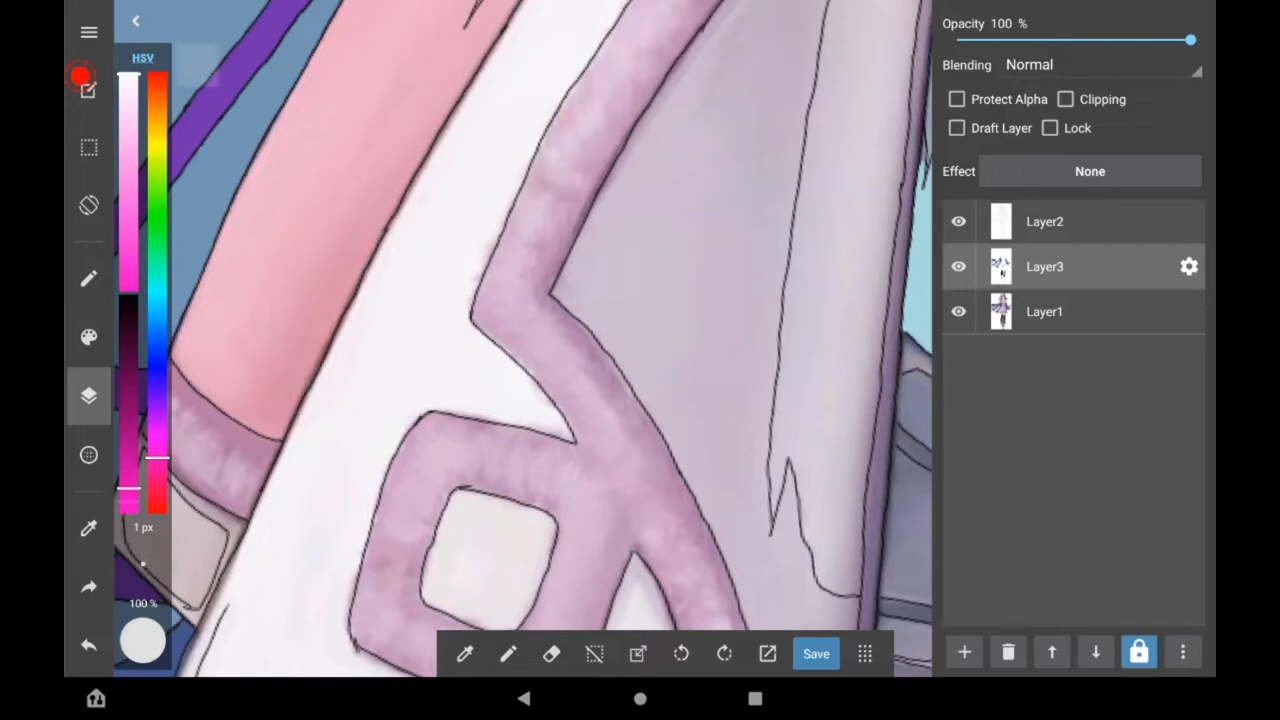 HSV
1 px
100 %
Save
Opacity 100 %
Blending Normal
Protect Alpha Clipping
Draft Layer Lock
Effect None
Layer2
Layer3
Layer1